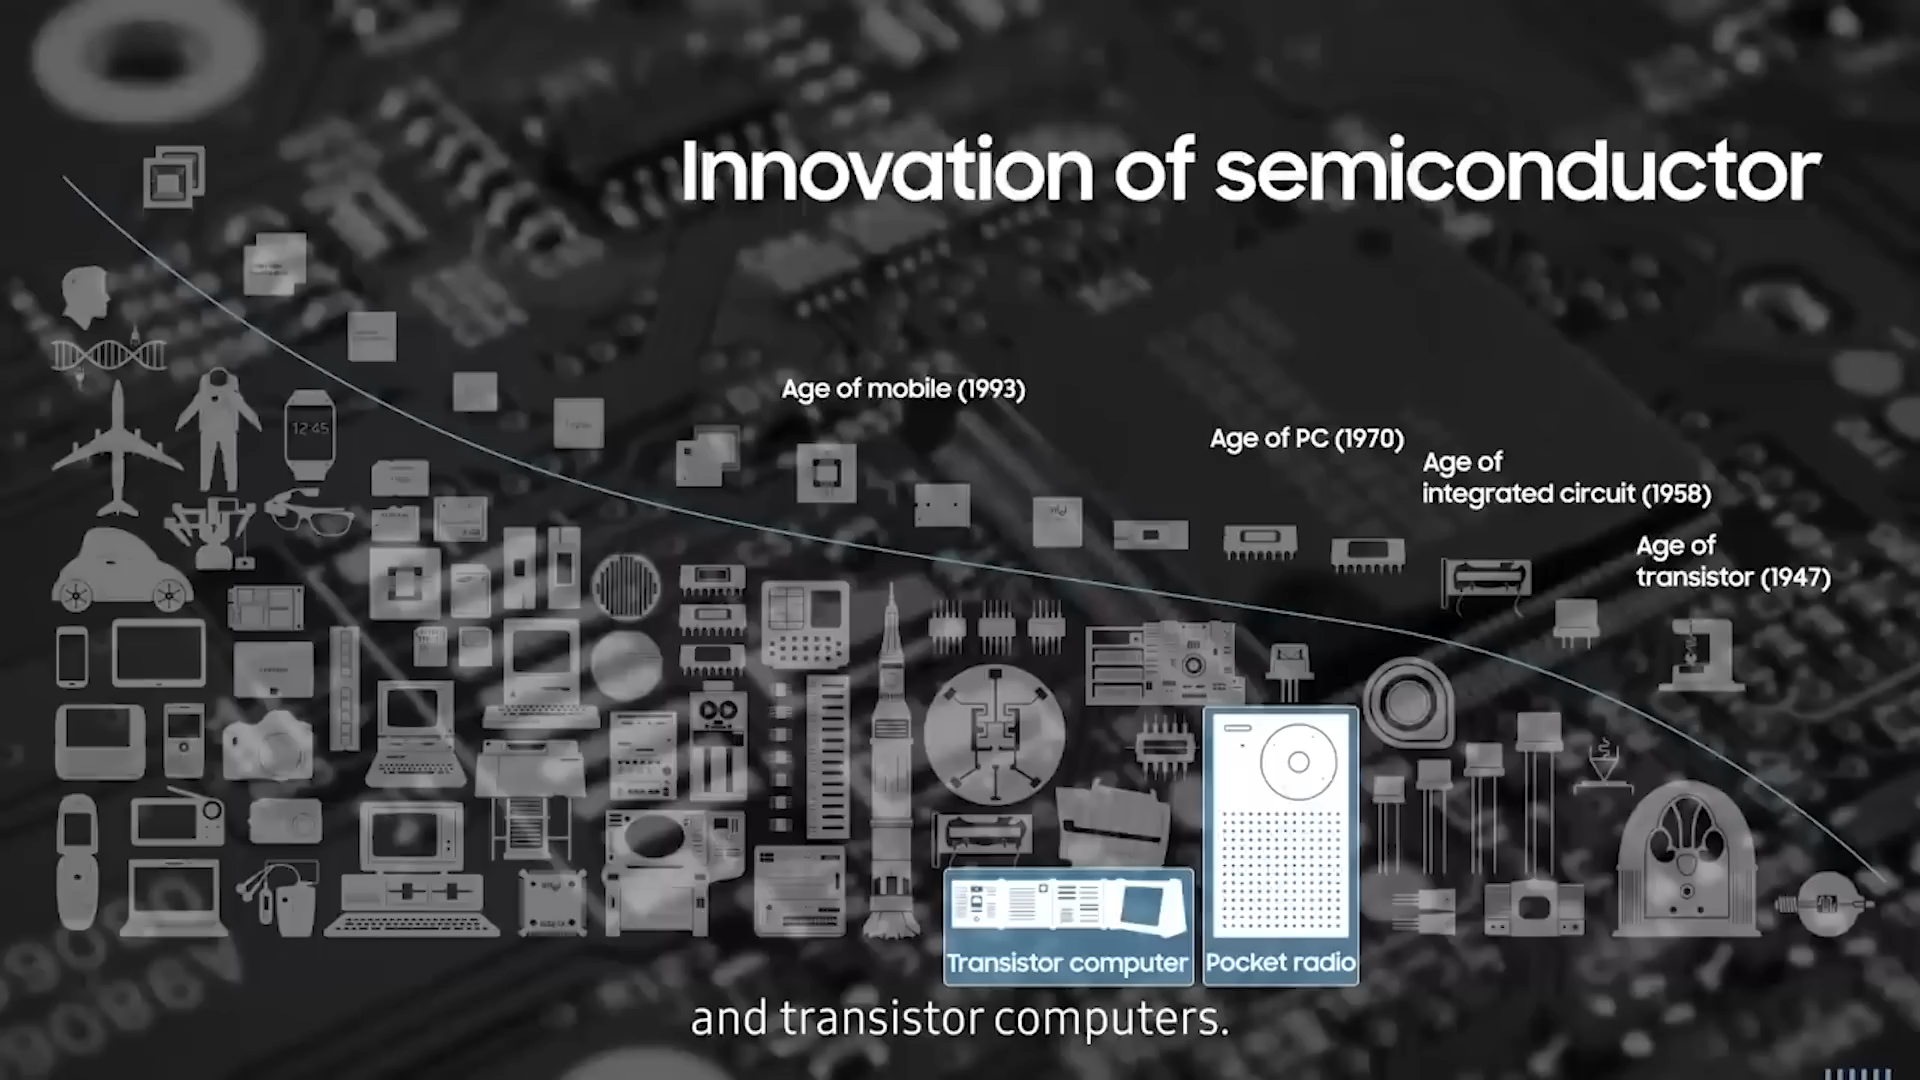 Innovation of semiconductor
Age of mobile (1993)
Age of PC (1970)
Age of
integrated circuit (1958)
Age of
transistor (1947)
12:45
Transistor computer
Pocket radio
and transistor computers.